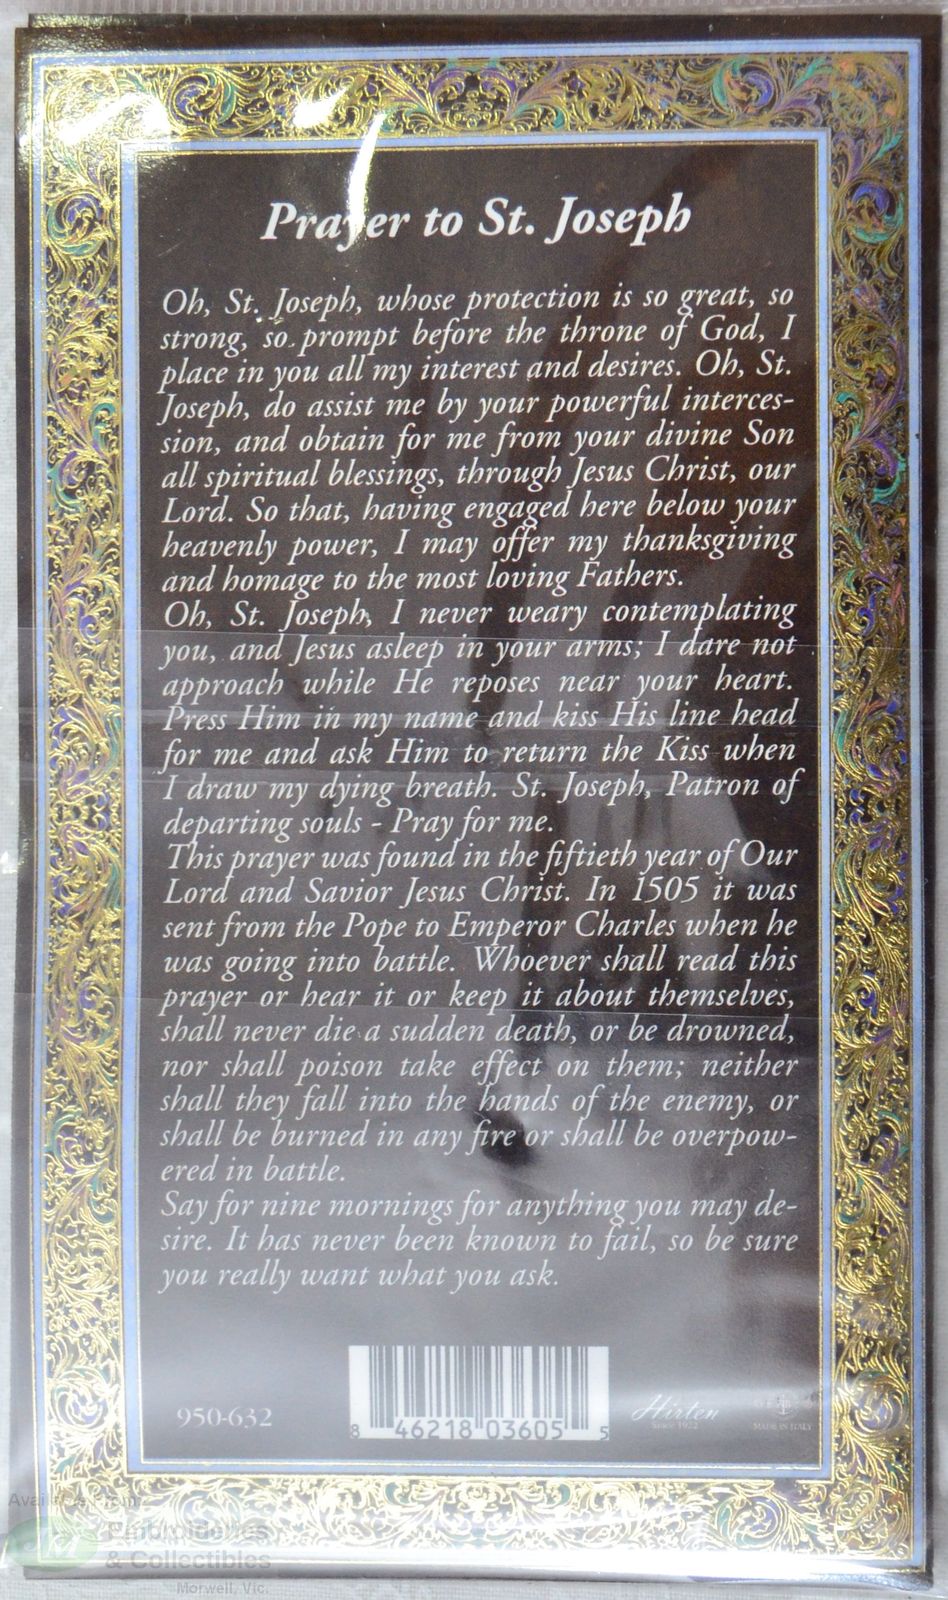 Prayer to St. Joseph
Oh, St. Joseph, whose protection is so great, so
strong, so prompt before the throne of God, I
place in you all my interest and desires. Oh, St.
Joseph, do assist me by your powerful interces-
sion, and obtain for me from your divine Son
all spiritual blessings, through Jesus Christ, our
Lord. So that, having engaged here below your
heavenly power, I may offer my thanksgiving
and homage to the most loving Fathers.
Oh, St. Joseph, I never weary contemplating
you, and Jesus asleep in your arms; I dare not
approach while He reposes near your heart.
Press Him in my name and kiss His line head
for me and ask Him to return the Kiss when
I draw my dying breath. St. Joseph, Patron of
departing souls - Pray for me.
This prayer was found in the fiftieth year of Our
Lord and Savior Jesus Christ. In 1505 it was
sent from the Pope to Emperor Charles when he
was going into battle. Whoever shall read this
prayer or hear it or keep it about themselves,
shall never die a sudden death, or be drowned,
nor shall poison take effect on them; neither
shall they fall into the hands of the enemy, or
shall be burned in any fire or shall be overpow-
ered in battle.
Say for nine mornings for anything you may de-
sire. It has never been known to fail, so be sure
you really want what you ask.
950-632
8 46218 03605 5
Hirten
Since 1922
MADE IN ITALY
Available From:
Embroideries
& Collectibles
Morwell, Vic.